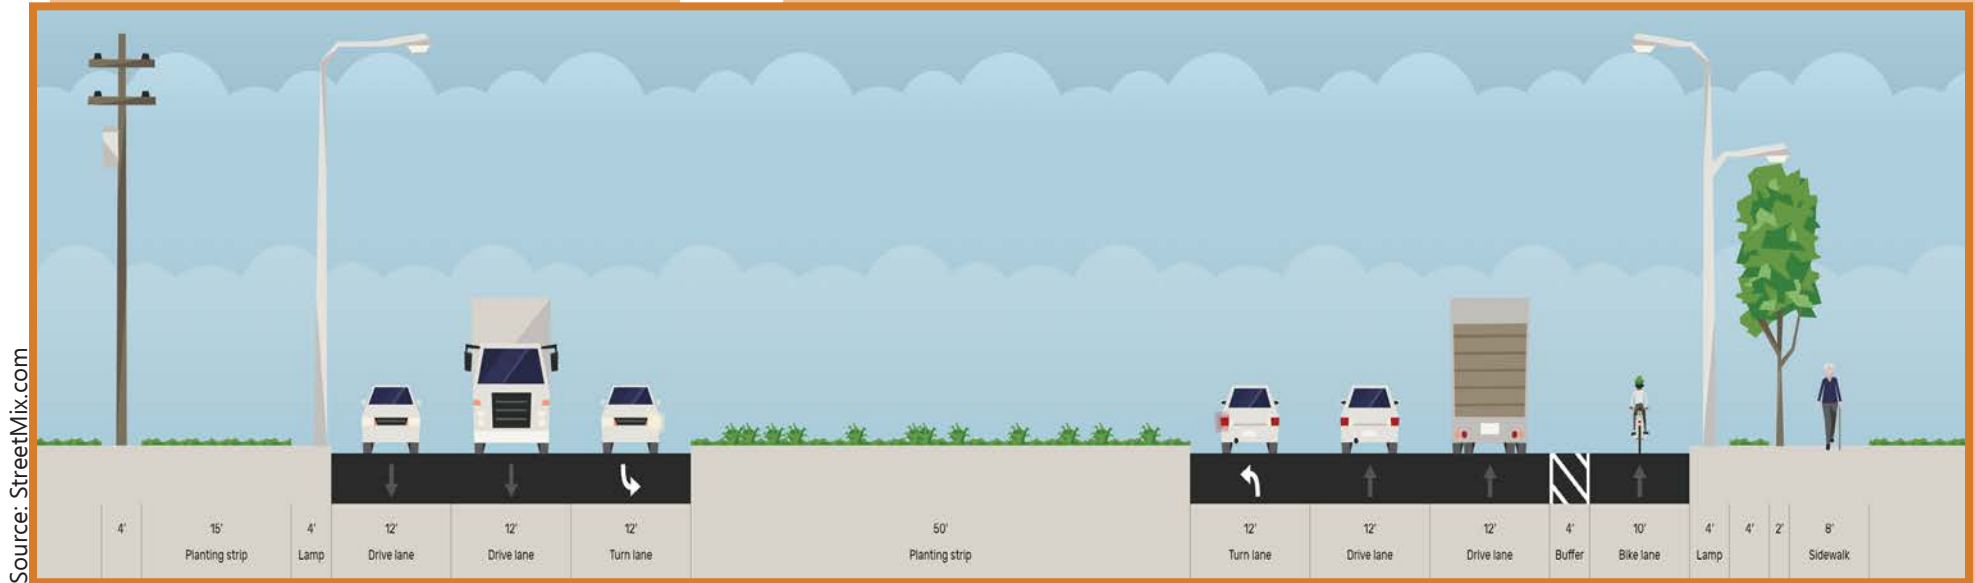 Source: StreetMix.com
4' 15' 4' 12' 12' 12' 50' 12' 12' 12' 4' 10' 4' 4' 2' 8'
Planting strip Lamp Drive lane Drive lane Turn lane Planting strip Turn lane Drive lane Drive lane Buffer Bike lane Lamp Sidewalk